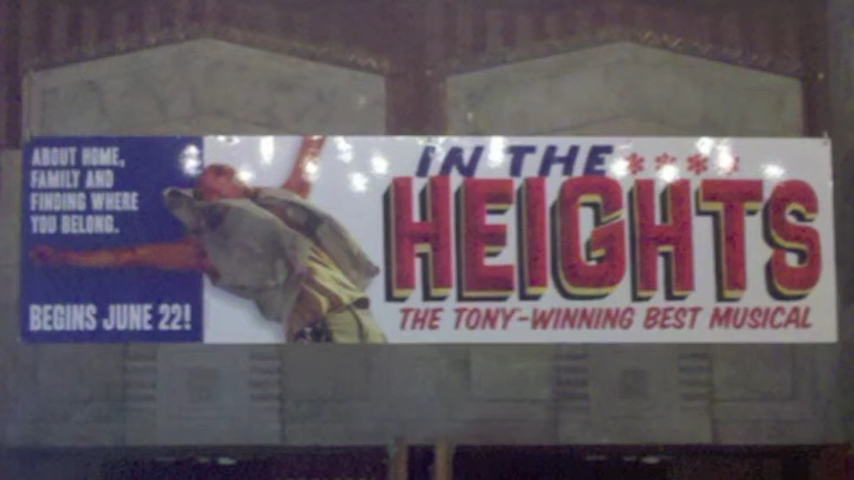 ABOUT HOME,
FAMILY AND
FINDING WHERE
YOU BELONG.
BEGINS JUNE 22!
IN THE
HEIGHTS
THE TONY-WINNING BEST MUSICAL